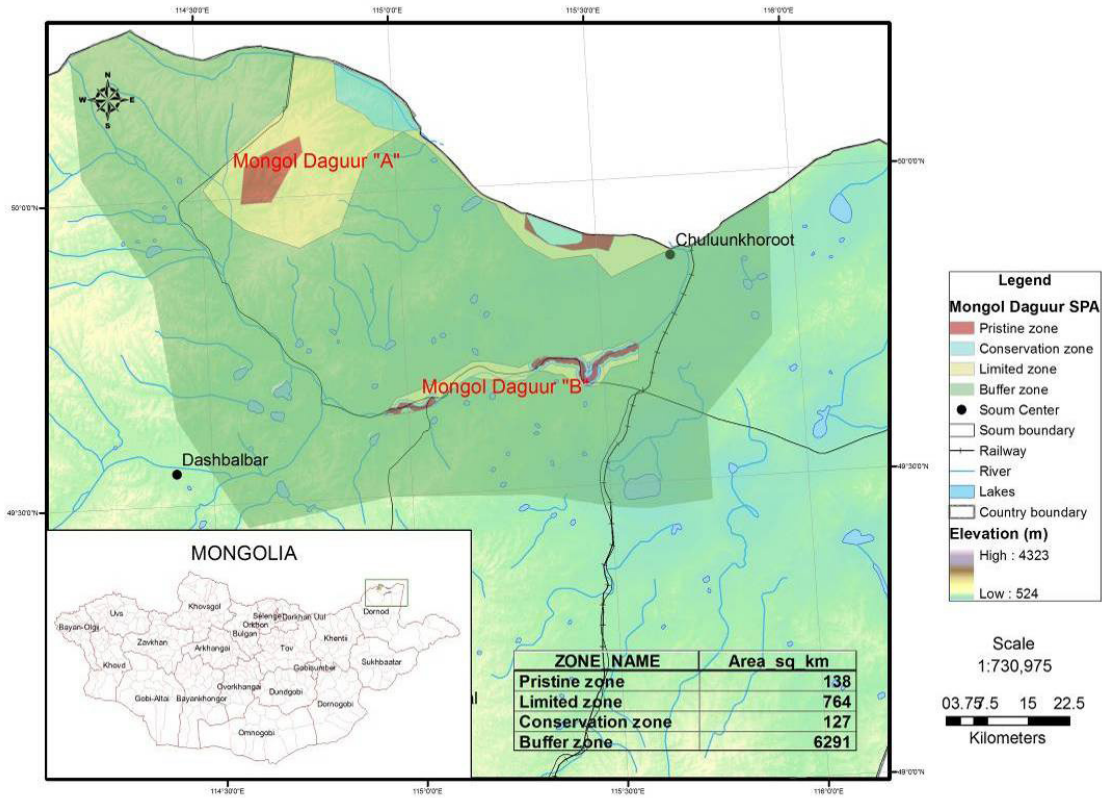 114°30'0"E
115°0'0"E
115°30'0"E
116°0'0"E
N
W
E
S
Mongol Daguur "A"
50°0'0"N
50°0'0"N
Chuluunkhoroot
Mongol Daguur "B"
Dashbalbar
49°30'0"N
49°30'0"N
49°0'0"N
114°30'0"E
115°0'0"E
115°30'0"E
116°0'0"E
MONGOLIA
Uvs
Khovsgol
Selenge
Darkhan Uul
Dornod
Bayan-Olgii
Orkhon
Bulgan
Zavkhan
Arkhangai
Tov
Khentii
Khovd
Gobisumber
Sukhbaatar
Ovorkhangai
Gobi-Altai
Bayankhongor
Dundgobi
Dornogobi
Omnogobi
al
ZONE_NAME Area_sq_km
Pristine zone 138
Limited zone 764
Conservation zone 127
Buffer zone 6291
Legend
Mongol Daguur SPA
Pristine zone
Conservation zone
Limited zone
Buffer zone
Soum Center
Soum boundary
Railway
River
Lakes
Country boundary
Elevation (m)
High : 4323
Low : 524
Scale
1:730,975
0 3.75 7.5 15 22.5
Kilometers